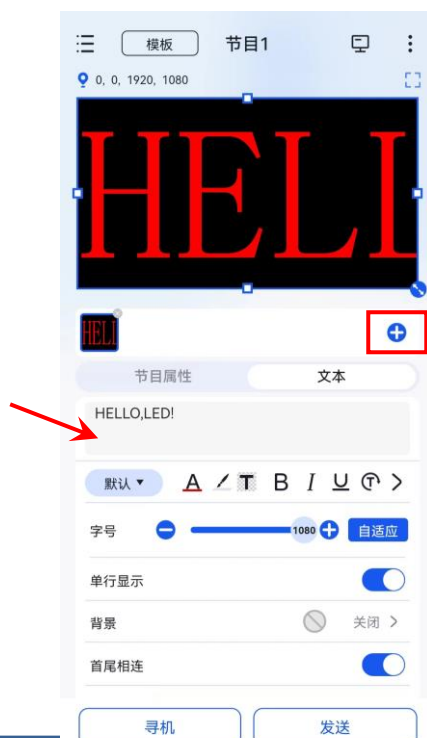 模板 节目1
0, 0, 1920, 1080
HELL
HELL
节目属性 文本
HELLO,LED!
默认 A T B I U T
字号 1080 自适应
单行显示
背景 关闭
首尾相连
寻机 发送